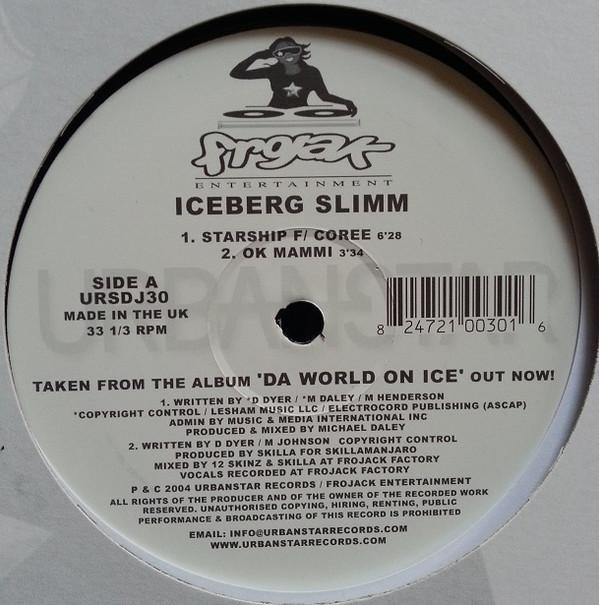 frojak
ENTERTAINMENT
ICEBERG SLIMM
1. STARSHIP F/ COREE 6'28
2. OK MAMMI 3'34
URBANSTAR
SIDE A
URSDJ30
MADE IN THE UK
33 1/3 RPM
8 24721 00301 6
TAKEN FROM THE ALBUM 'DA WORLD ON ICE' OUT NOW!
1. WRITTEN BY *D DYER / *M DALEY / M HENDERSON
*COPYRIGHT CONTROL / LESHAM MUSIC LLC / ELECTROCORD PUBLISHING (ASCAP)
ADMIN BY MUSIC & MEDIA INTERNATIONAL INC
PRODUCED & MIXED BY MICHAEL DALEY
2. WRITTEN BY D DYER / M JOHNSON COPYRIGHT CONTROL
PRODUCED BY SKILLA FOR SKILLAMANJARO
MIXED BY 12 SKINZ & SKILLA AT FROJACK FACTORY
VOCALS RECORDED AT FROJACK FACTORY
P & C 2004 URBANSTAR RECORDS / FROJACK ENTERTAINMENT
ALL RIGHTS OF THE PRODUCER AND OF THE OWNER OF THE RECORDED WORK
RESERVED. UNAUTHORISED COPYING, HIRING, RENTING, PUBLIC
PERFORMANCE & BROADCASTING OF THIS RECORD IS PROHIBITED
EMAIL: INFO@URBANSTARRECORDS.COM
WWW.URBANSTARRECORDS.COM